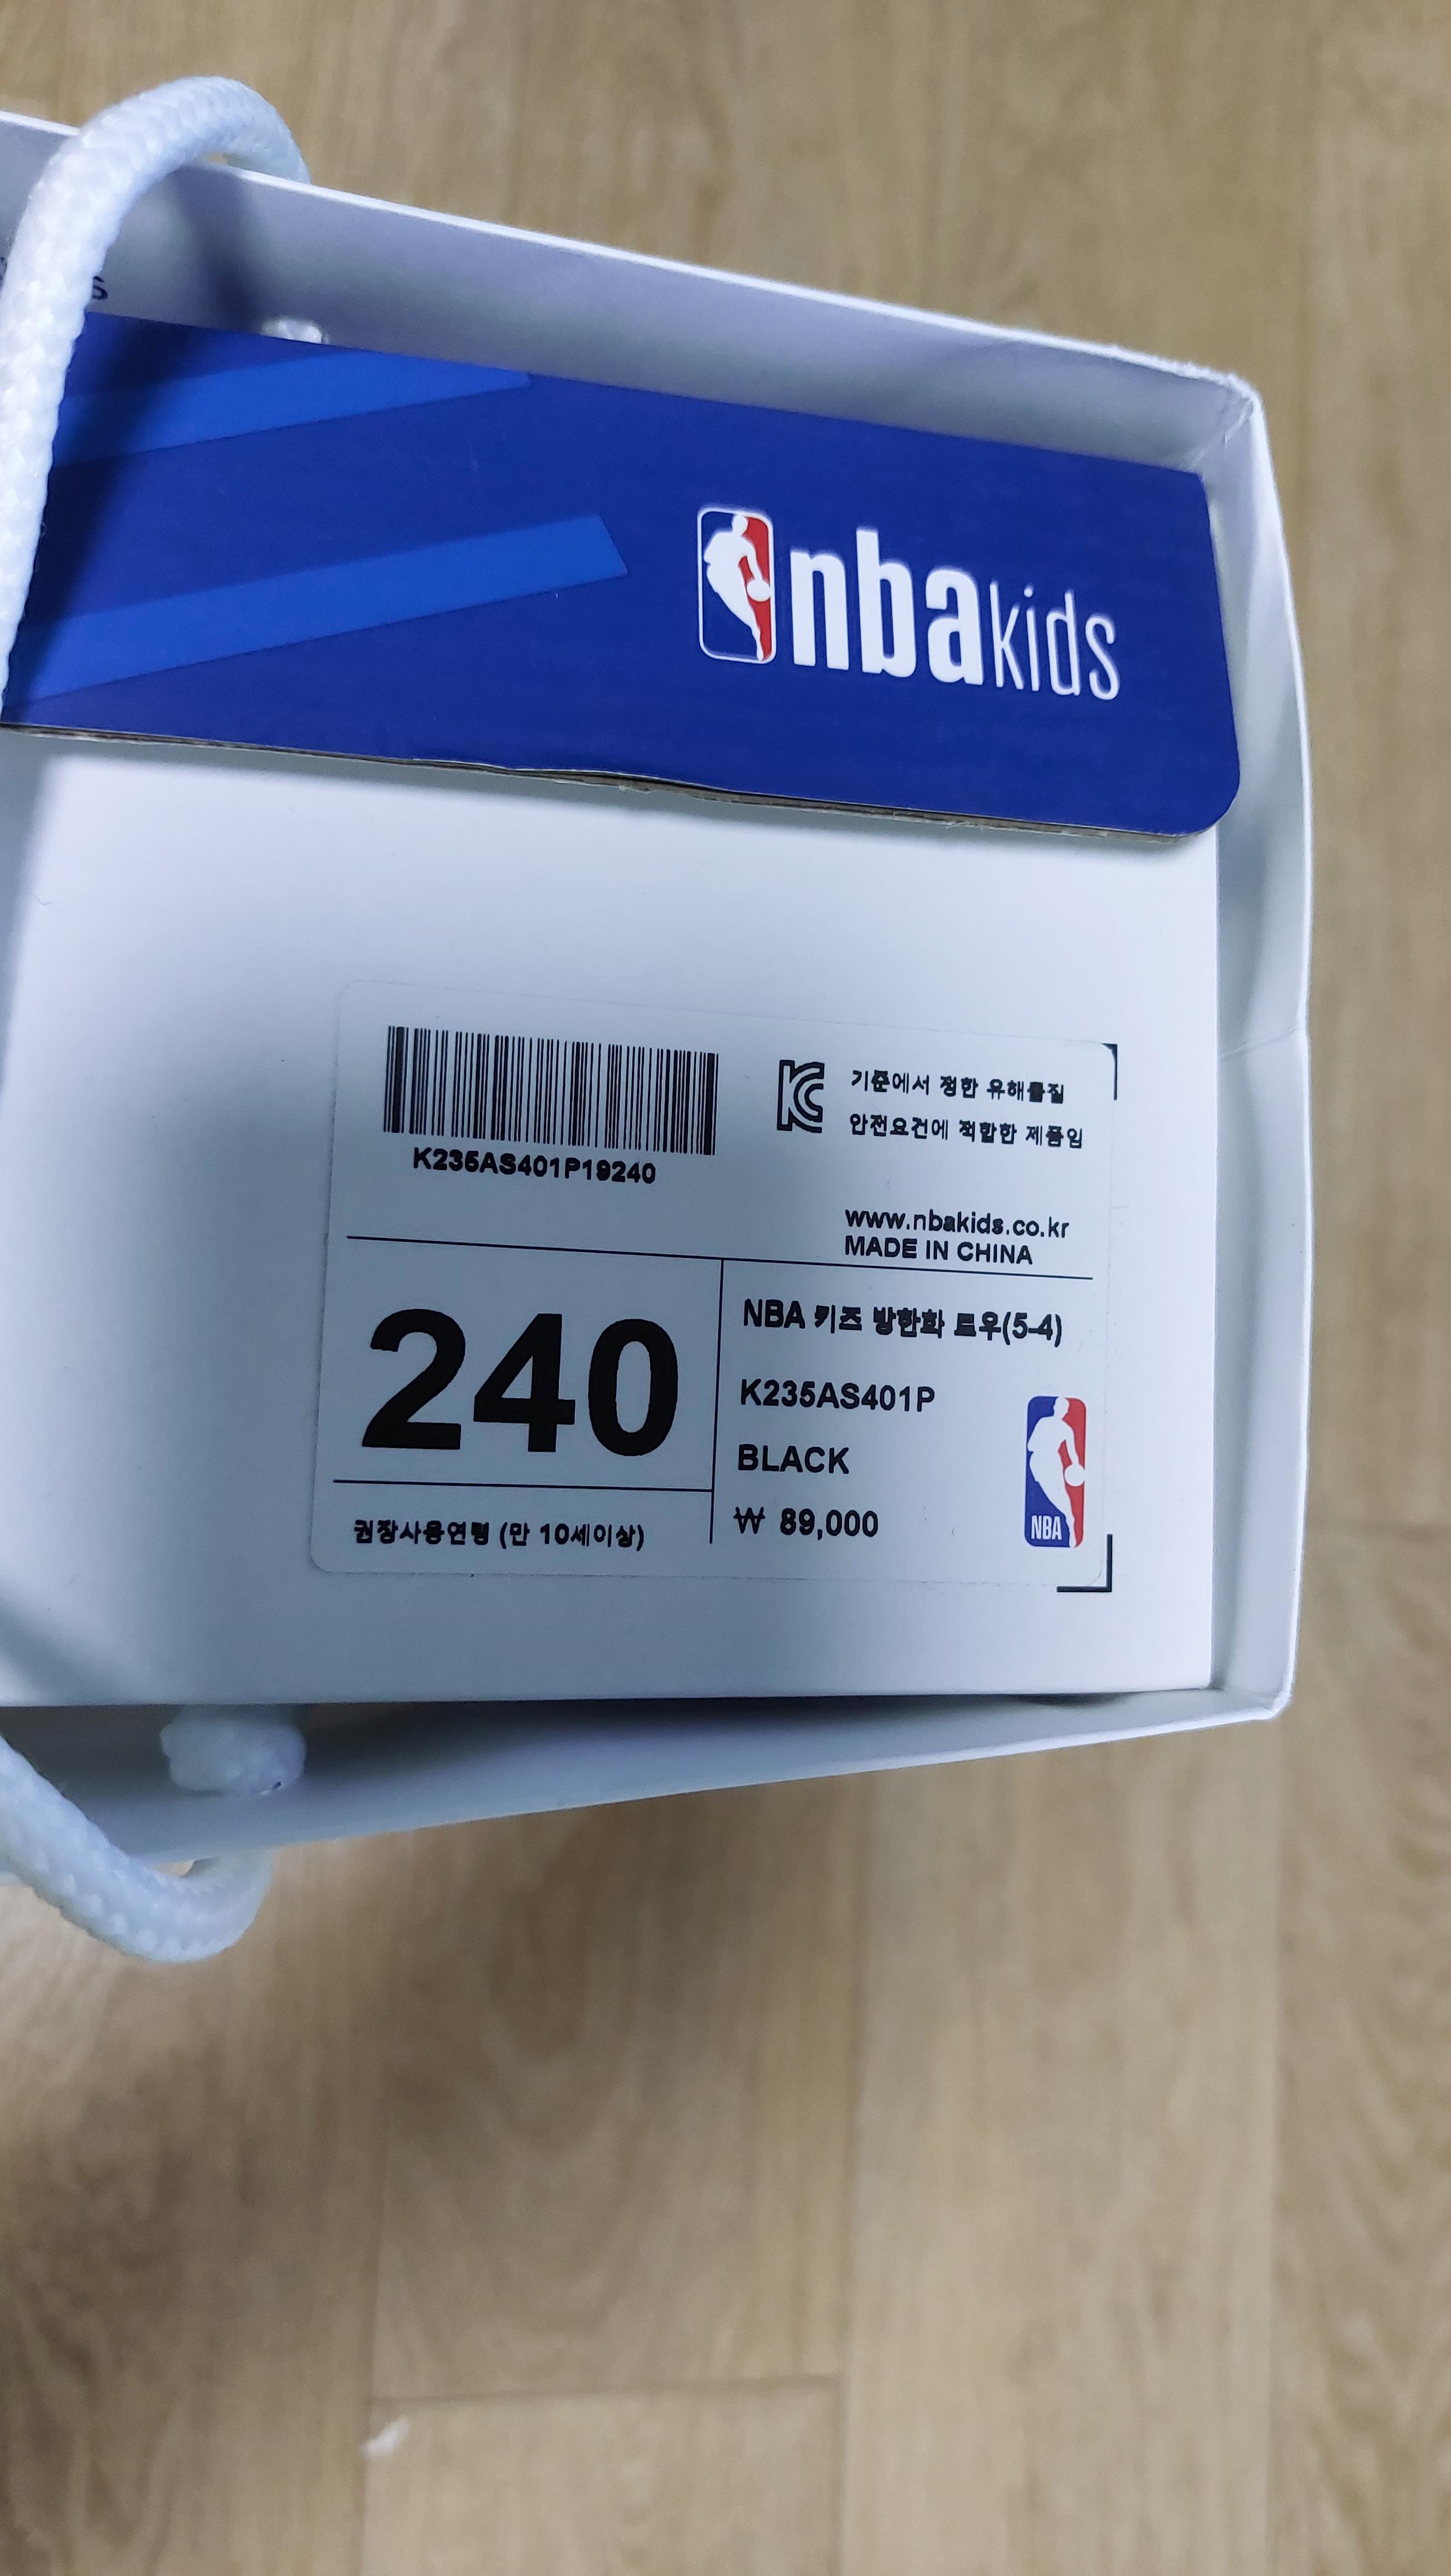 s
nbakids
K235AS401P19240
기준에서 정한 유해물질
안전요건에 적합한 제품임
www.nbakids.co.kr
MADE IN CHINA
240
NBA 키즈 방한화 트우(5-4)
K235AS401P
BLACK
₩ 89,000
NBA
권장사용연령 (만 10세이상)